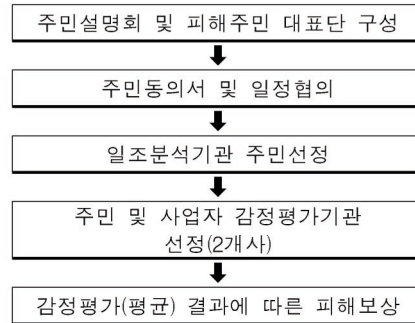 주민설명회 및 피해주민 대표단 구성
주민동의서 및 일정협의
일조분석기관 주민선정
주민 및 사업자 감정평가기관
선정(2개사)
감정평가(평균) 결과에 따른 피해보상